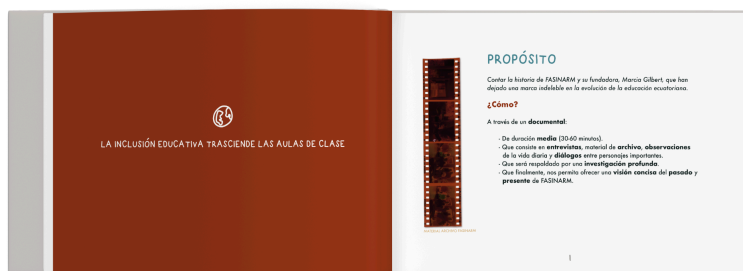 LA INCLUSIÓN EDUCATIVA TRASCIENDE LAS AULAS DE CLASE
PROPÓSITO
Contar la historia de FASINARM y su fundadora, Marcia Gilbert, que han
dejado una marca indeleble en la evolución de la educación ecuatoriana.
¿Cómo?
A través de un documental:
- De duración media (30-60 minutos).
- Que consiste en entrevistas, material de archivo, observaciones
de la vida diaria y diálogos entre personajes importantes.
- Que será respaldado por una investigación profunda.
- Que finalmente, nos permita ofrecer una visión concisa del pasado y
presente de FASINARM.